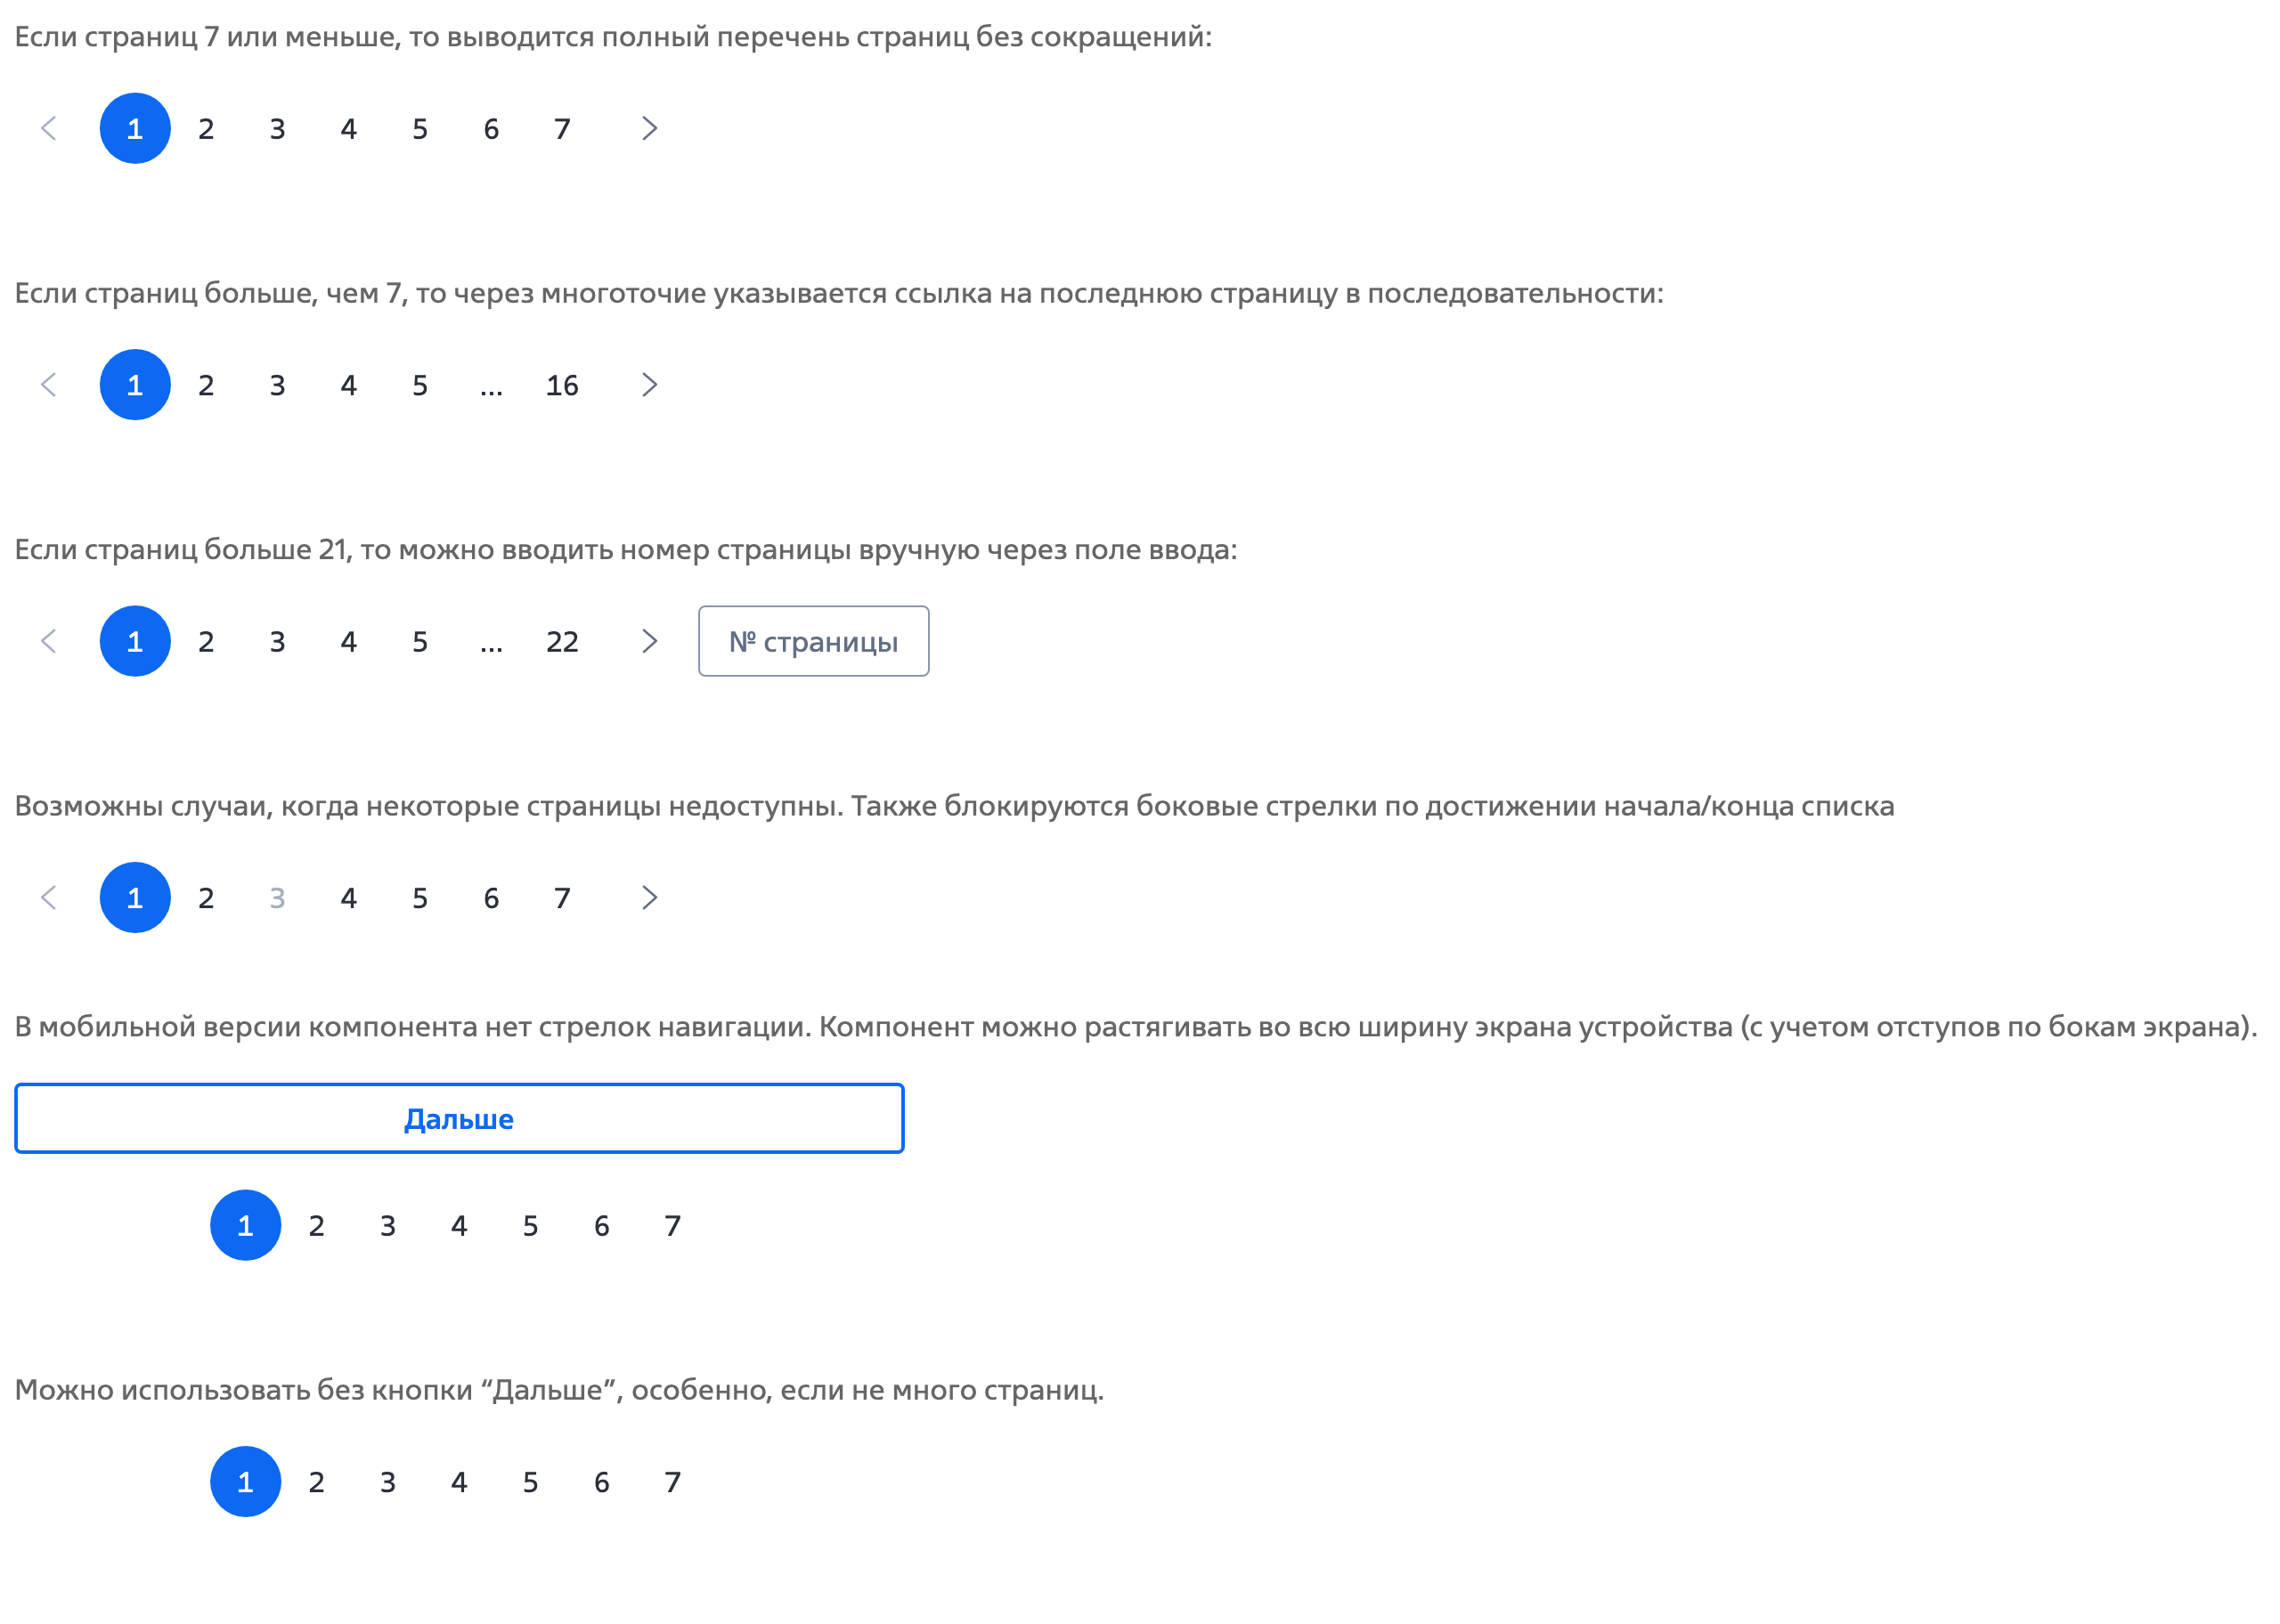 Если страниц 7 или меньше, то выводится полный перечень страниц без сокращений:
1 2 3 4 5 6 7
Если страниц больше, чем 7, то через многоточие указывается ссылка на последнюю страницу в последовательности:
1 2 3 4 5 ... 16
Если страниц больше 21, то можно вводить номер страницы вручную через поле ввода:
1 2 3 4 5 ... 22 № страницы
Возможны случаи, когда некоторые страницы недоступны. Также блокируются боковые стрелки по достижении начала/конца списка
1 2 3 4 5 6 7
В мобильной версии компонента нет стрелок навигации. Компонент можно растягивать во всю ширину экрана устройства (с учетом отступов по бокам экрана).
Дальше
1 2 3 4 5 6 7
Можно использовать без кнопки “Дальше”, особенно, если не много страниц.
1 2 3 4 5 6 7